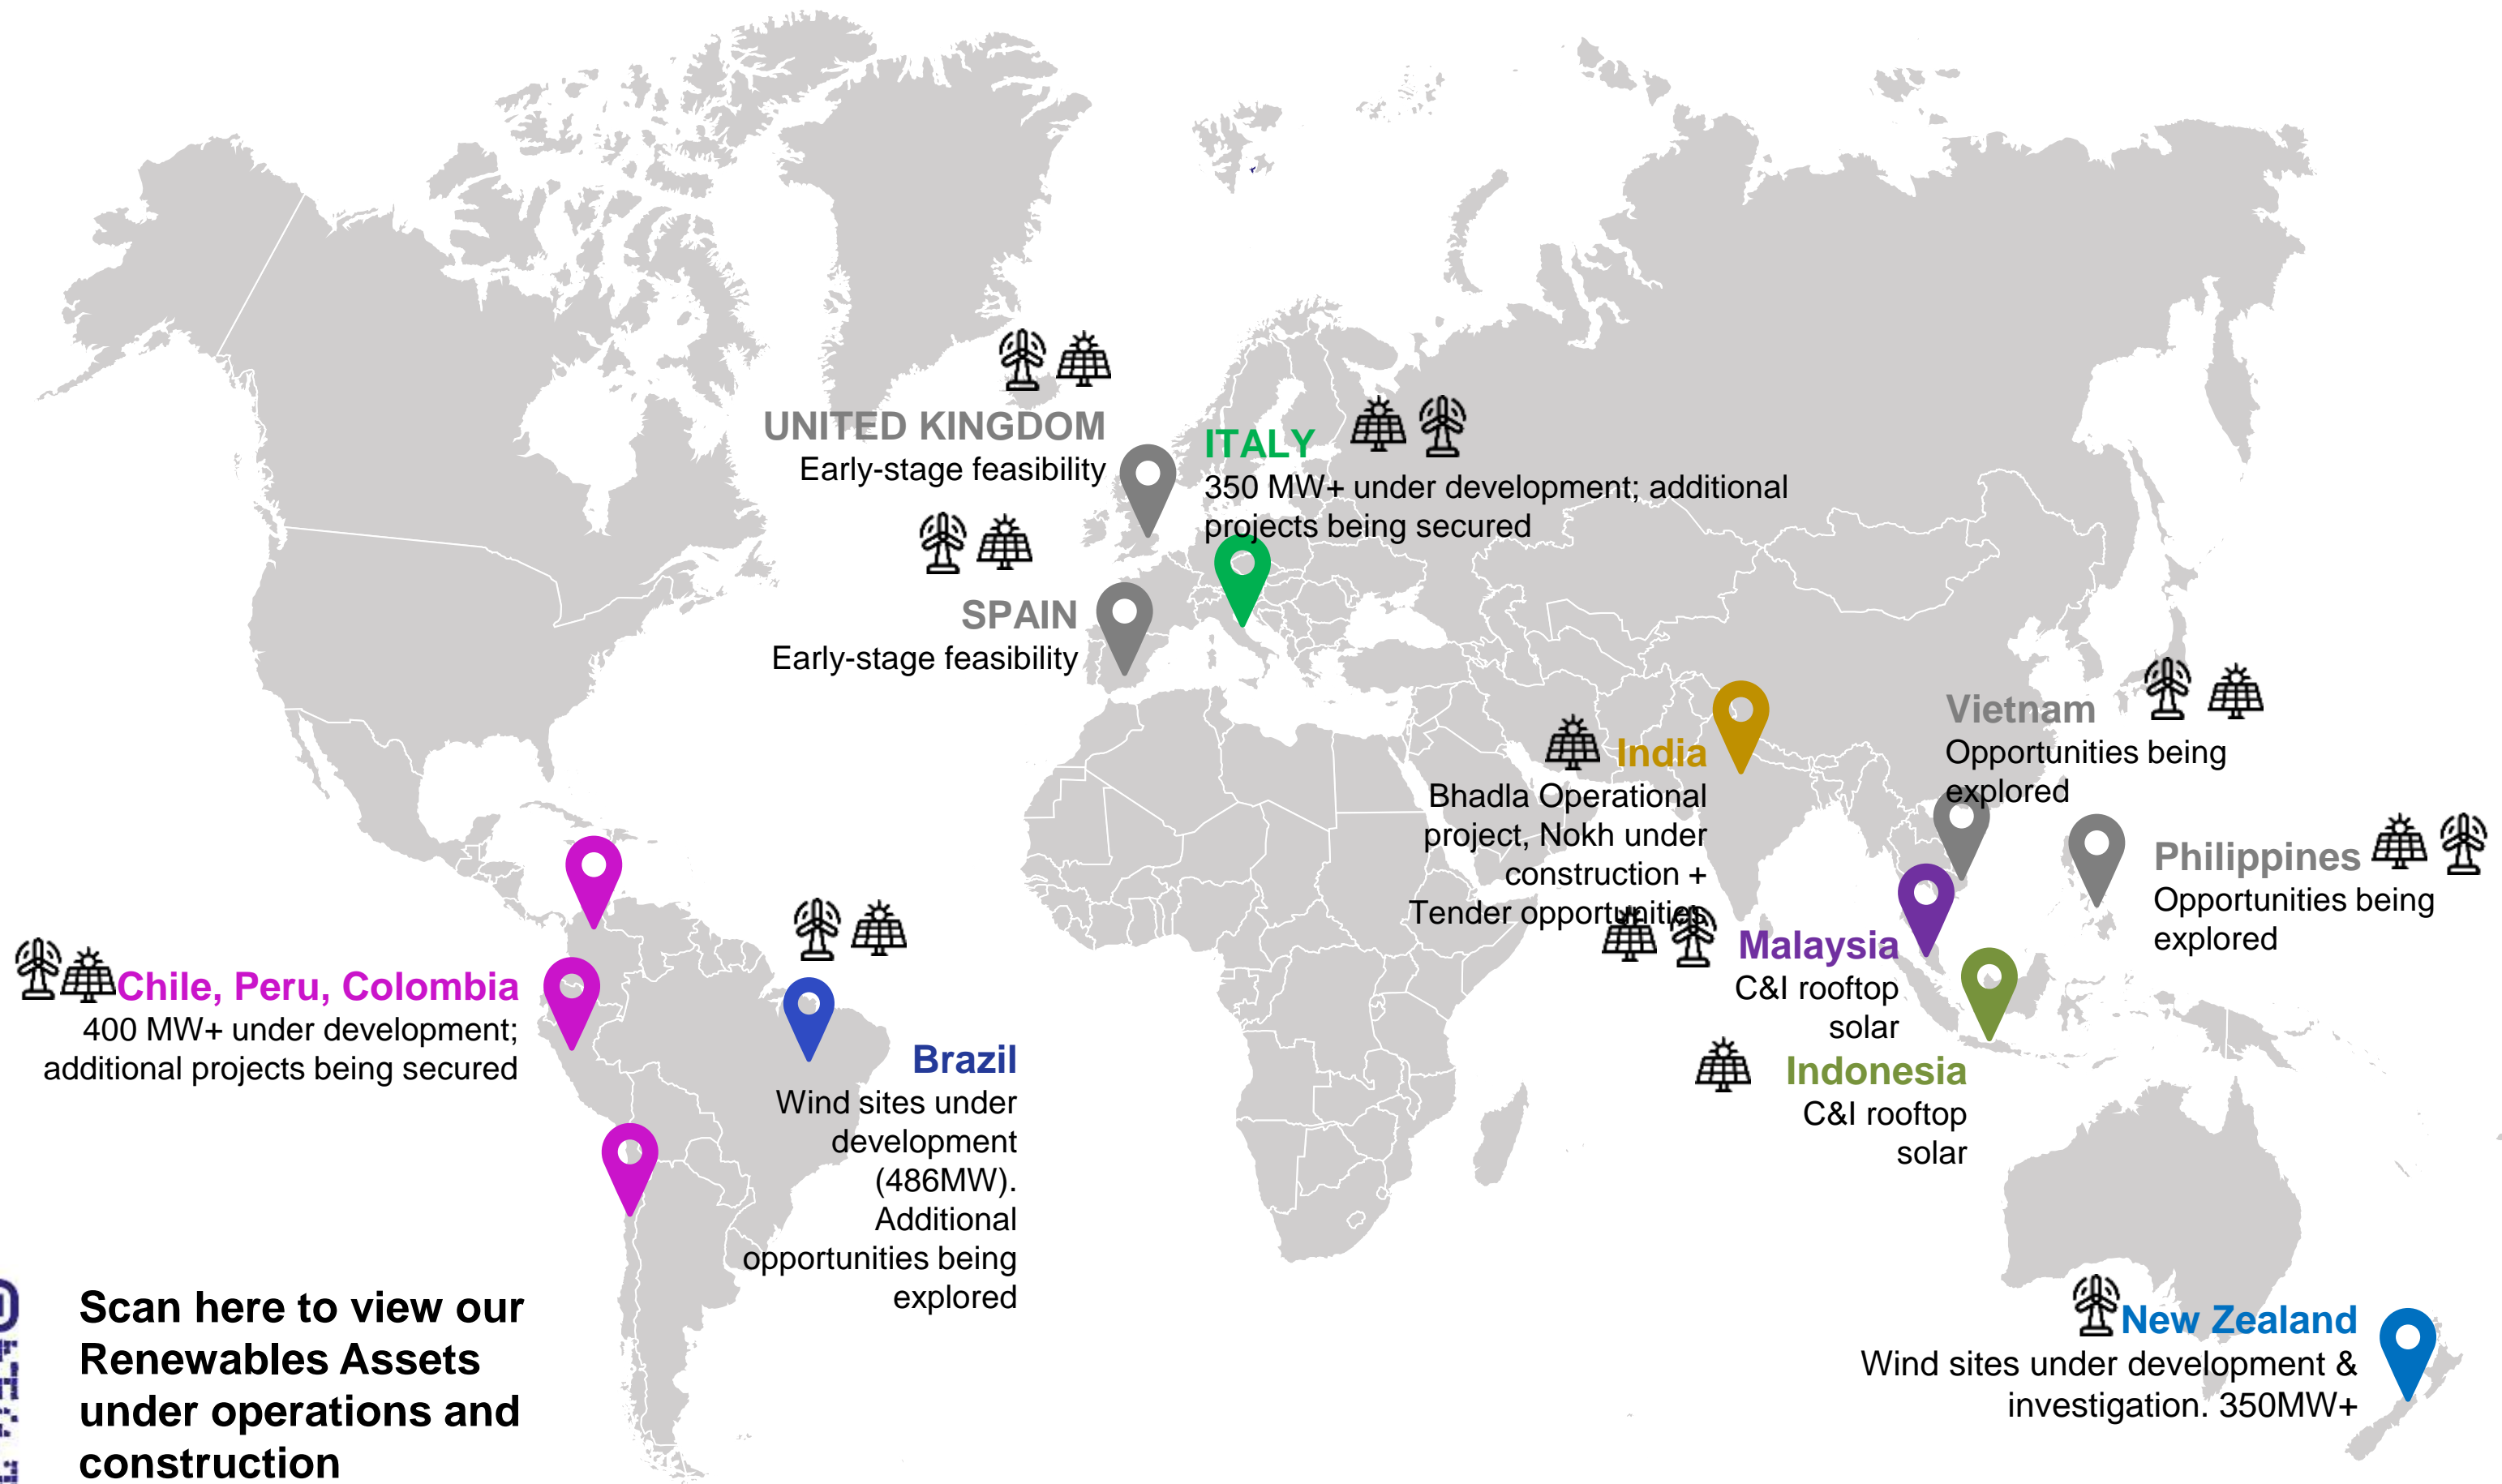 UNITED KINGDOM
Early-stage feasibility
ITALY
350 MW+ under development; additional
projects being secured
SPAIN
Early-stage feasibility
India
Bhadla Operational
project, Nokh under
construction +
Tender opportunities
Vietnam
Opportunities being
explored
Philippines
Opportunities being
explored
Malaysia
C&I rooftop
solar
Indonesia
C&I rooftop
solar
Chile, Peru, Colombia
400 MW+ under development;
additional projects being secured
Brazil
Wind sites under
development
(486MW).
Additional
opportunities being
explored
New Zealand
Wind sites under development &
investigation. 350MW+
Scan here to view our
Renewables Assets
under operations and
construction